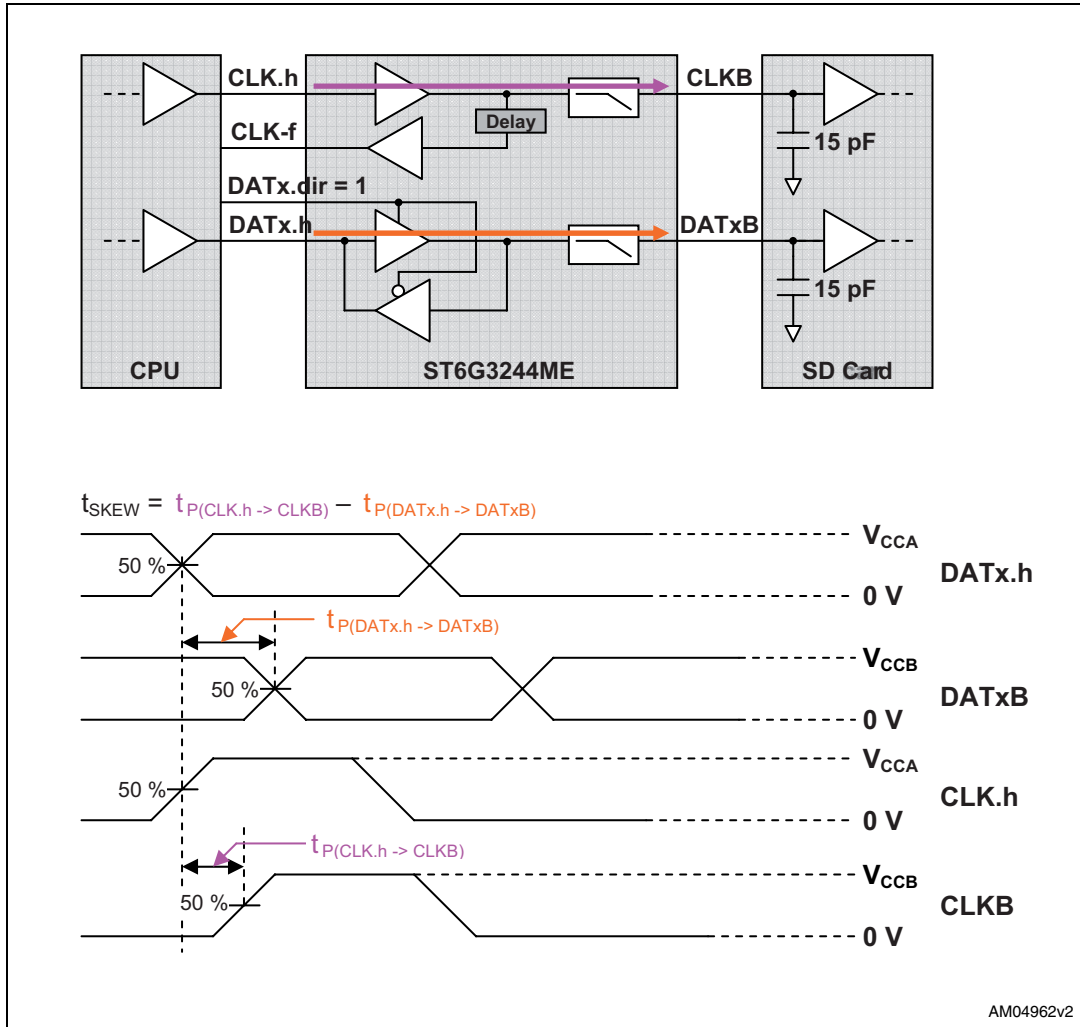 CLK.h
CLKB
Delay
CLK-f
15 pF
DATx.dir = 1
DATx.h
DATxB
15 pF
CPU
ST6G3244ME
SD Card
tSKEW = tP(CLK.h -> CLKB) – tP(DATx.h -> DATxB)
VCCA
50 %
DATx.h
0 V
tP(DATx.h -> DATxB)
VCCB
50 %
DATxB
0 V
VCCA
50 %
CLK.h
0 V
tP(CLK.h -> CLKB)
VCCB
50 %
CLKB
0 V
AM04962v2